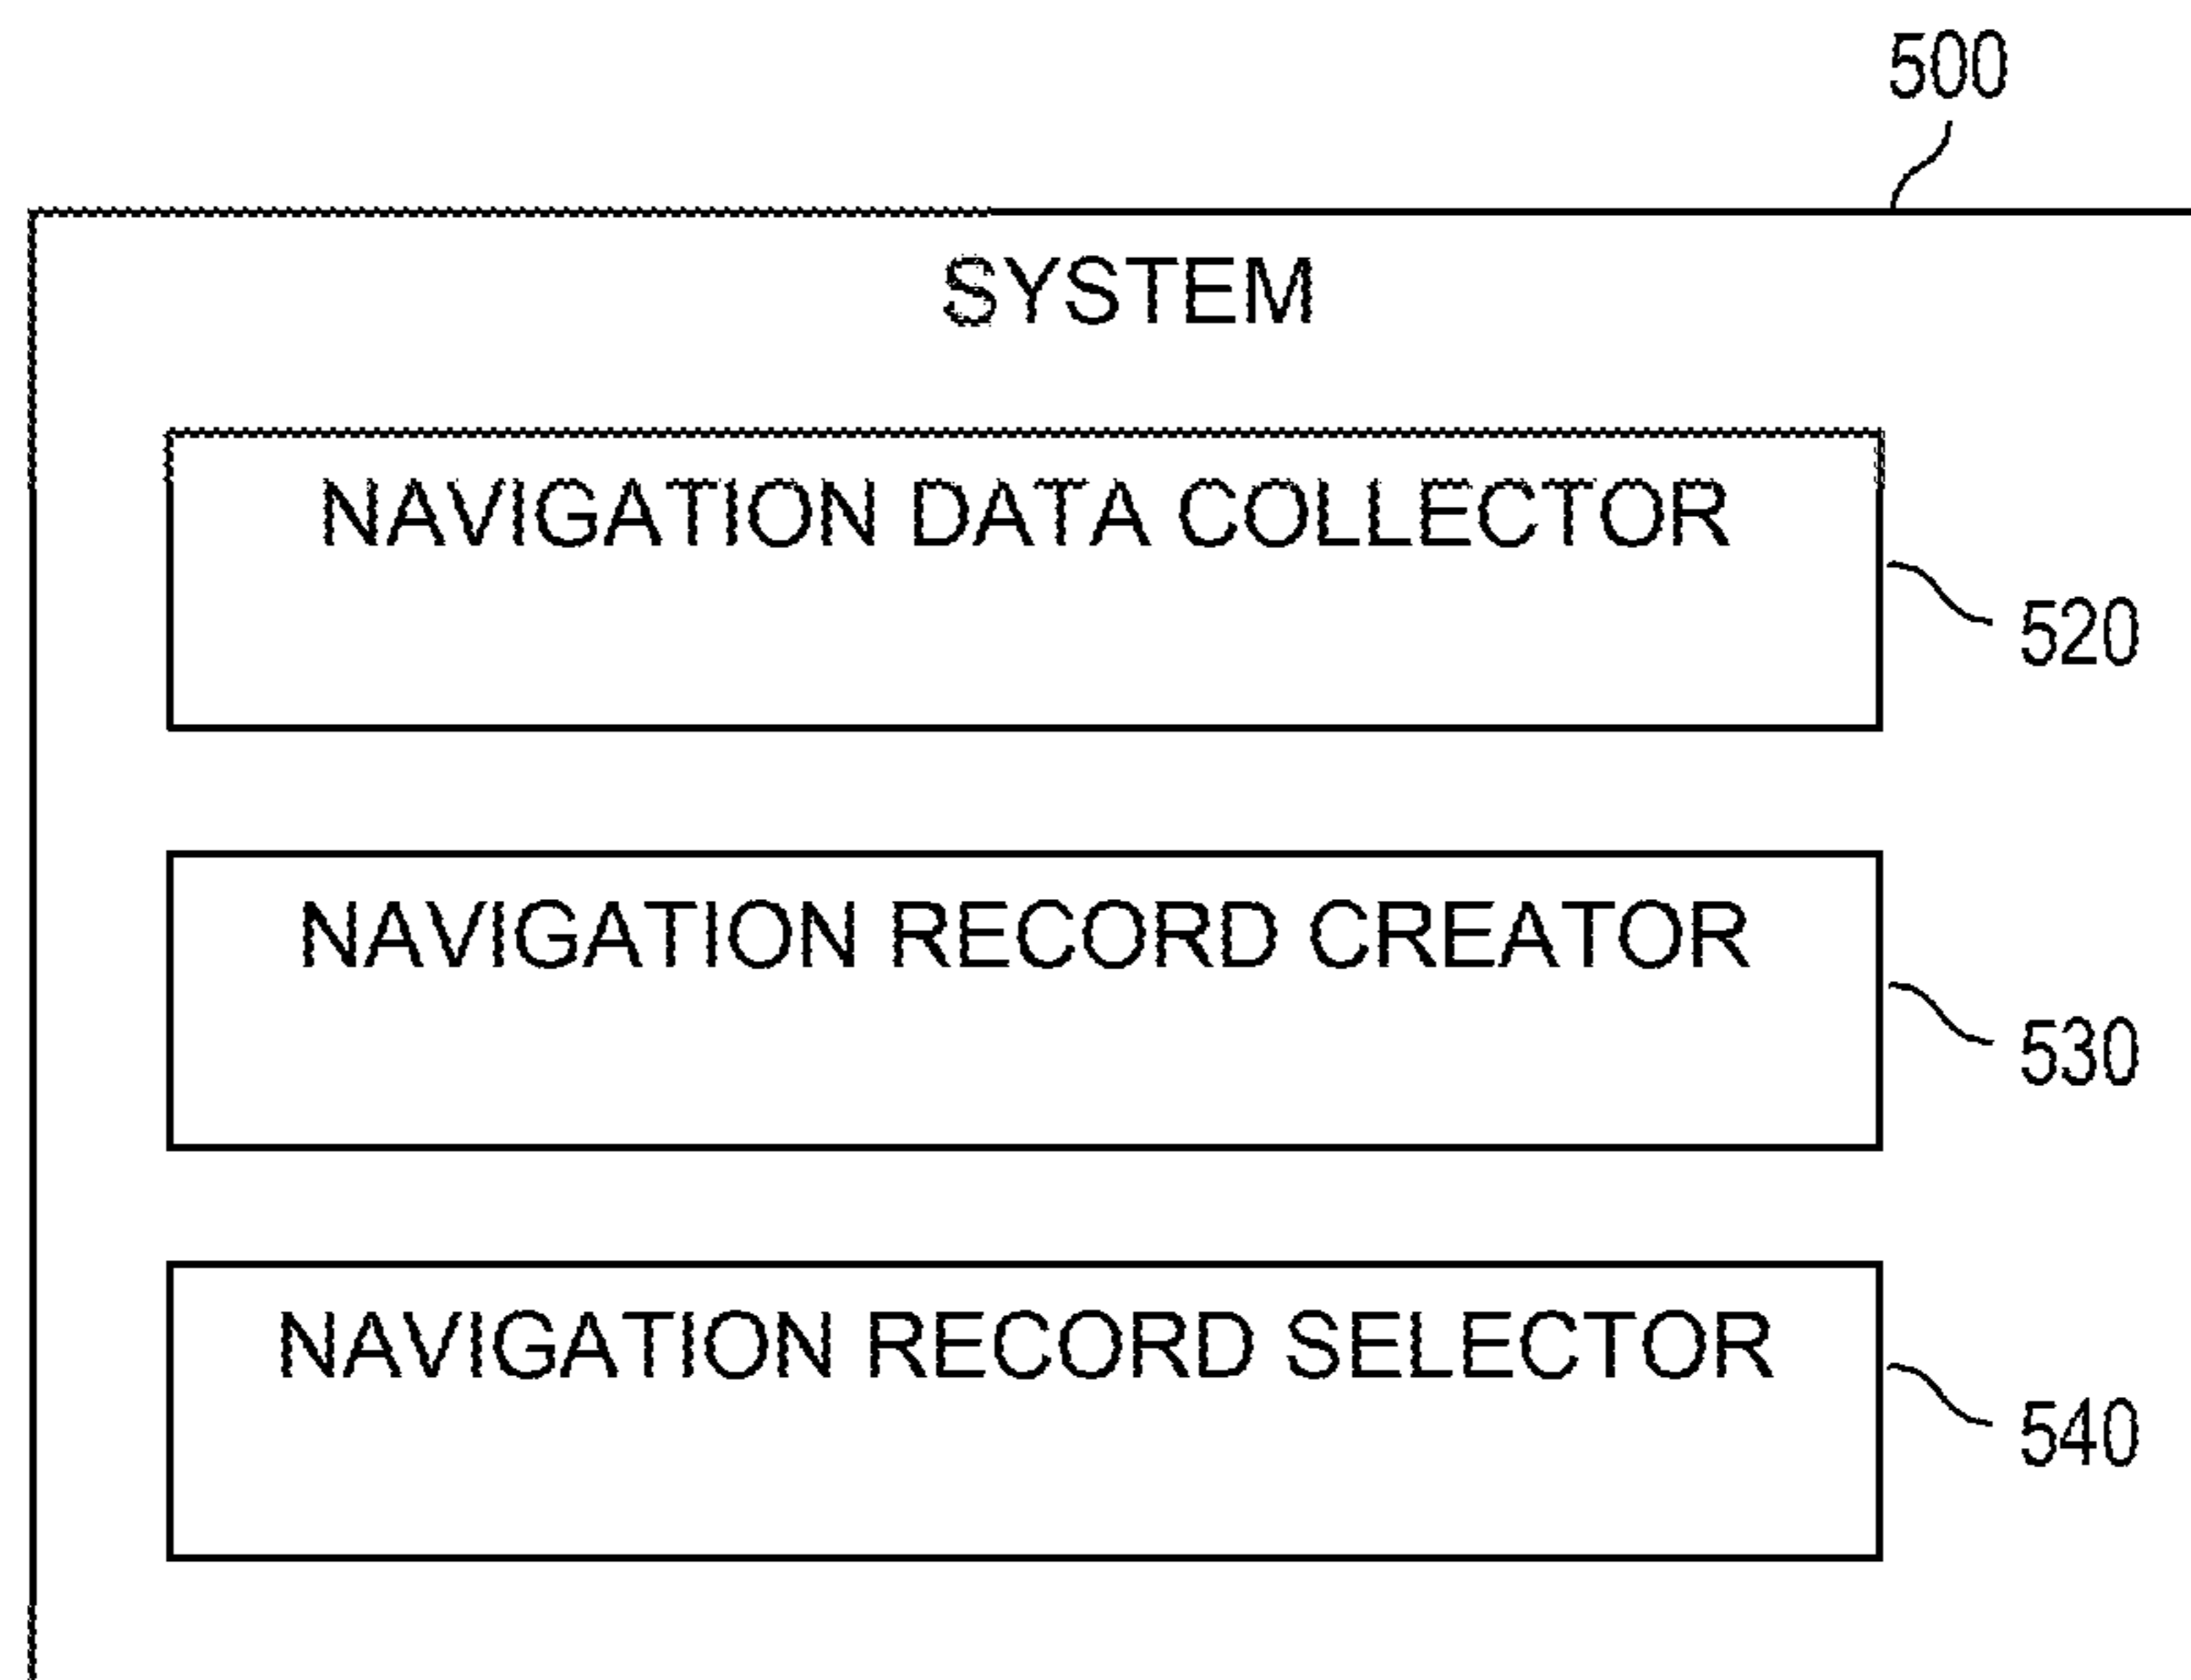 500
SYSTEM
NAVIGATION DATA COLLECTOR
520
NAVIGATION RECORD CREATOR
530
NAVIGATION RECORD SELECTOR
540